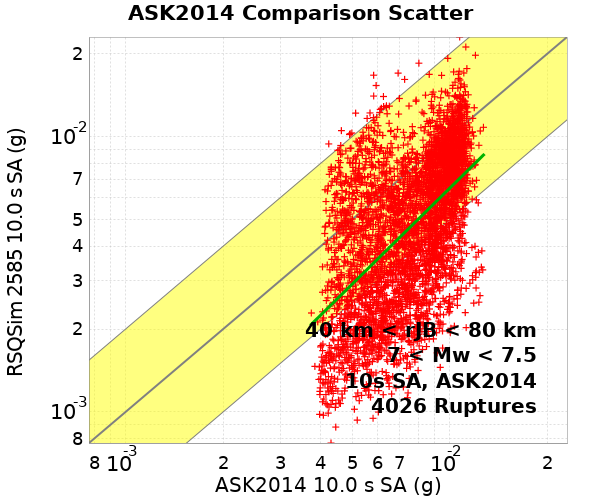 ASK2014 Comparison Scatter
RSQSim 2585 10.0 s SA (g)
2
10-2
7
5
4
3
2
10-3
8
40 km < rJB < 80 km
7 < Mw < 7.5
10s SA, ASK2014
4026 Ruptures
8 10-3 2 3 4 5 6 7 10-2 2
ASK2014 10.0 s SA (g)